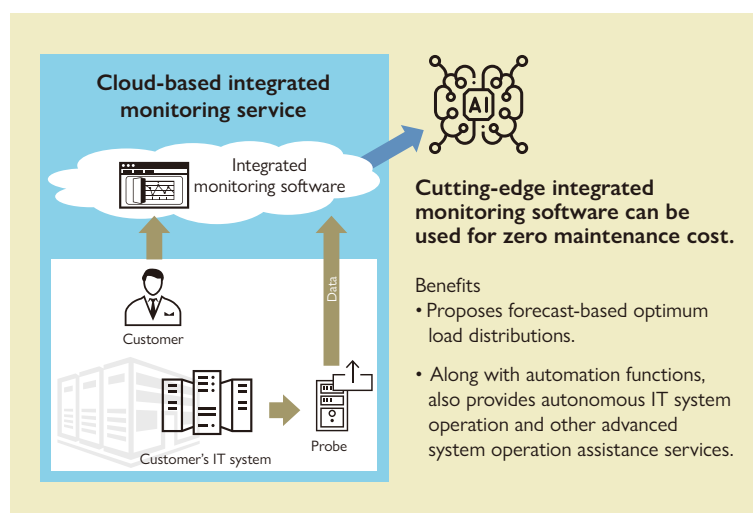 Cloud-based integrated
monitoring service
Integrated
monitoring software
Customer
Data
Customer's IT system
Probe
AI
Cutting-edge integrated
monitoring software can be
used for zero maintenance cost.
Benefits
• Proposes forecast-based optimum
load distributions.
• Along with automation functions,
also provides autonomous IT system
operation and other advanced
system operation assistance services.